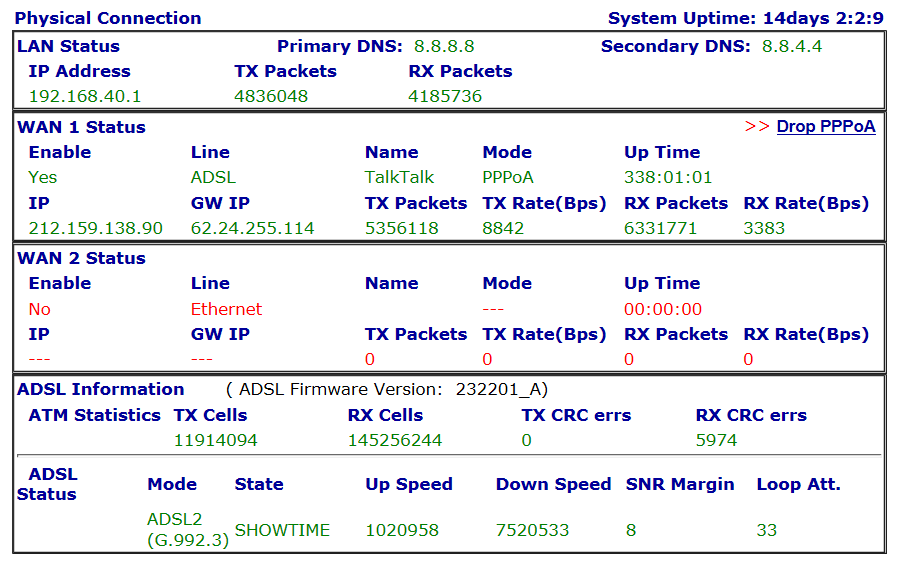 Physical Connection System Uptime: 14days 2:2:9
LAN Status Primary DNS: 8.8.8.8 Secondary DNS: 8.8.4.4
IP Address TX Packets RX Packets
192.168.40.1 4836048 4185736
WAN 1 Status >> Drop PPPoA
Enable Line Name Mode Up Time
Yes ADSL TalkTalk PPPoA 338:01:01
IP GW IP TX Packets TX Rate(Bps) RX Packets RX Rate(Bps)
212.159.138.90 62.24.255.114 5356118 8842 6331771 3383
WAN 2 Status
Enable Line Name Mode Up Time
No Ethernet --- 00:00:00
IP GW IP TX Packets TX Rate(Bps) RX Packets RX Rate(Bps)
--- --- 0 0 0 0
ADSL Information ( ADSL Firmware Version: 232201_A)
ATM Statistics TX Cells RX Cells TX CRC errs RX CRC errs
11914094 145256244 0 5974
ADSL Status Mode State Up Speed Down Speed SNR Margin Loop Att.
ADSL2 (G.992.3) SHOWTIME 1020958 7520533 8 33